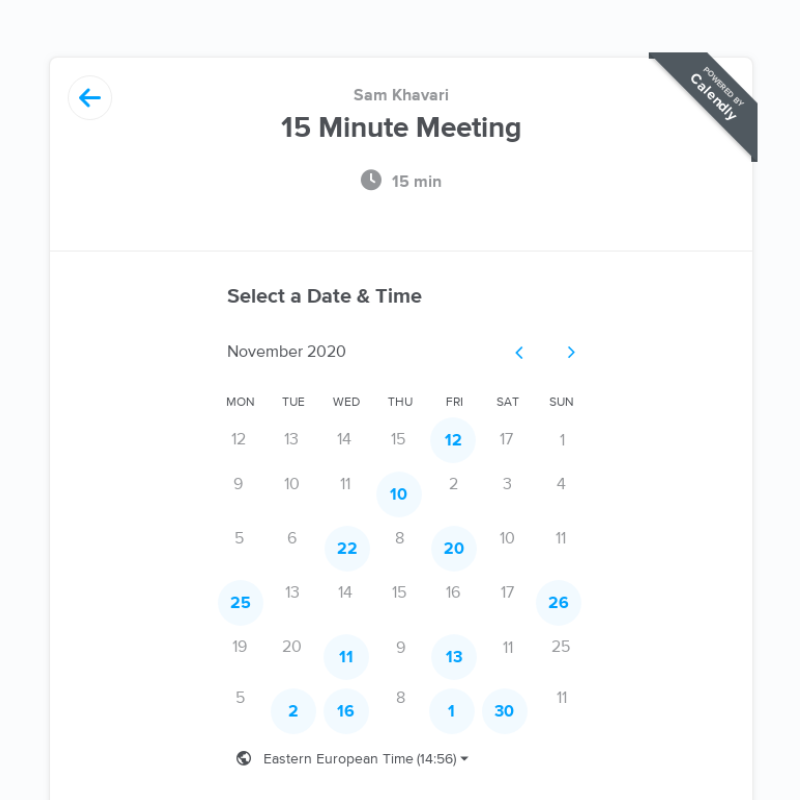 POWERED BY
Calendly
Sam Khavari
15 Minute Meeting
15 min
Select a Date & Time
November 2020
MON TUE WED THU FRI SAT SUN
12 13 14 15 12 17 1
9 10 11 10 2 3 4
5 6 22 8 20 10 11
25 13 14 15 16 17 26
19 20 11 9 13 11 25
5 2 16 8 1 30 11
Eastern European Time (14:56)